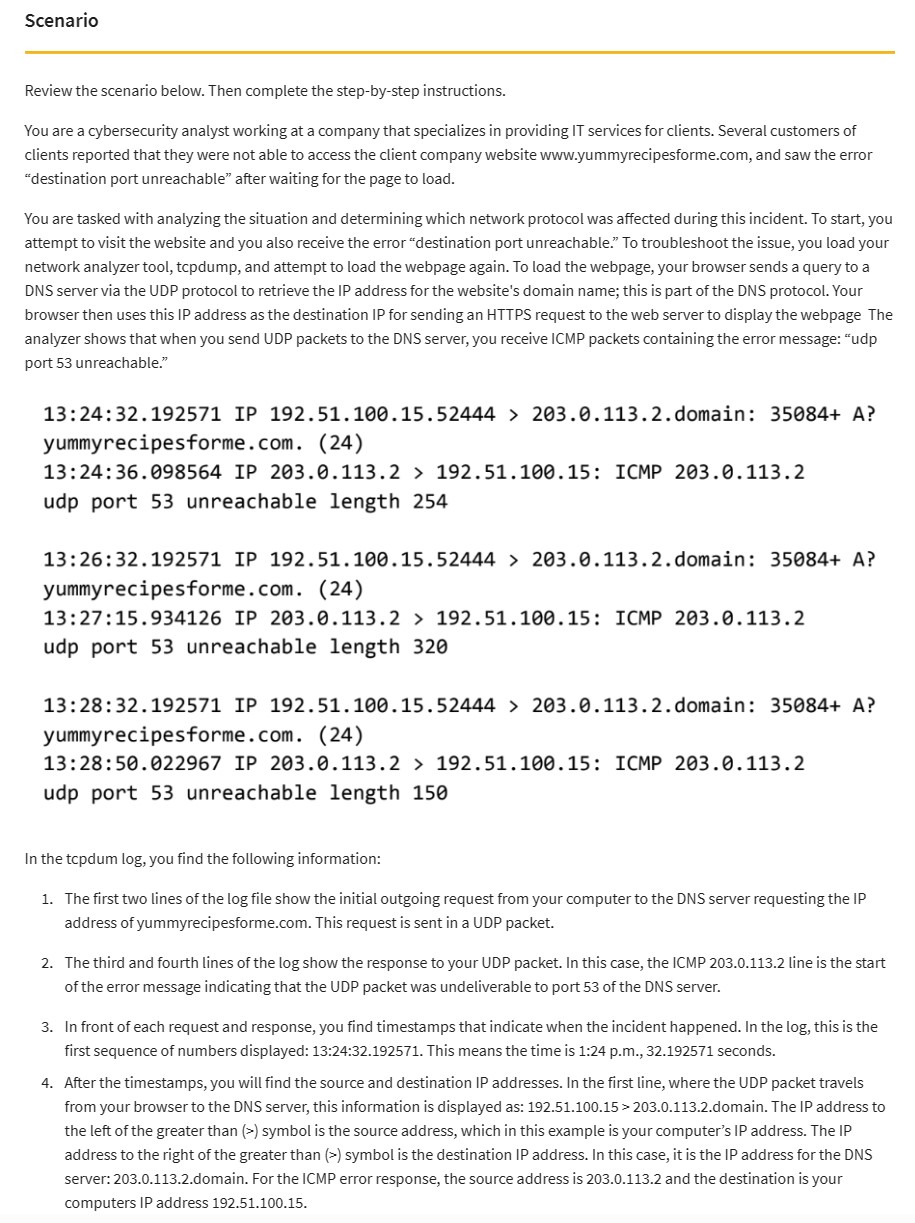 Scenario
Review the scenario below. Then complete the step-by-step instructions.
You are a cybersecurity analyst working at a company that specializes in providing IT services for clients. Several customers of
clients reported that they were not able to access the client company website www.yummyrecipesforme.com, and saw the error
“destination port unreachable” after waiting for the page to load.
You are tasked with analyzing the situation and determining which network protocol was affected during this incident. To start, you
attempt to visit the website and you also receive the error “destination port unreachable.” To troubleshoot the issue, you load your
network analyzer tool, tcpdump, and attempt to load the webpage again. To load the webpage, your browser sends a query to a
DNS server via the UDP protocol to retrieve the IP address for the website's domain name; this is part of the DNS protocol. Your
browser then uses this IP address as the destination IP for sending an HTTPS request to the web server to display the webpage  The
analyzer shows that when you send UDP packets to the DNS server, you receive ICMP packets containing the error message: “udp
port 53 unreachable.”
13:24:32.192571 IP 192.51.100.15.52444 > 203.0.113.2.domain: 35084+ A?
yummyrecipesforme.com. (24)
13:24:36.098564 IP 203.0.113.2 > 192.51.100.15: ICMP 203.0.113.2
udp port 53 unreachable length 254
13:26:32.192571 IP 192.51.100.15.52444 > 203.0.113.2.domain: 35084+ A?
yummyrecipesforme.com. (24)
13:27:15.934126 IP 203.0.113.2 > 192.51.100.15: ICMP 203.0.113.2
udp port 53 unreachable length 320
13:28:32.192571 IP 192.51.100.15.52444 > 203.0.113.2.domain: 35084+ A?
yummyrecipesforme.com. (24)
13:28:50.022967 IP 203.0.113.2 > 192.51.100.15: ICMP 203.0.113.2
udp port 53 unreachable length 150
In the tcpdum log, you find the following information:
1. The first two lines of the log file show the initial outgoing request from your computer to the DNS server requesting the IP
address of yummyrecipesforme.com. This request is sent in a UDP packet.
2. The third and fourth lines of the log show the response to your UDP packet. In this case, the ICMP 203.0.113.2 line is the start
of the error message indicating that the UDP packet was undeliverable to port 53 of the DNS server.
3. In front of each request and response, you find timestamps that indicate when the incident happened. In the log, this is the
first sequence of numbers displayed: 13:24:32.192571. This means the time is 1:24 p.m., 32.192571 seconds.
4. After the timestamps, you will find the source and destination IP addresses. In the first line, where the UDP packet travels
from your browser to the DNS server, this information is displayed as: 192.51.100.15 > 203.0.113.2.domain. The IP address to
the left of the greater than (>) symbol is the source address, which in this example is your computer’s IP address. The IP
address to the right of the greater than (>) symbol is the destination IP address. In this case, it is the IP address for the DNS
server: 203.0.113.2.domain. For the ICMP error response, the source address is 203.0.113.2 and the destination is your
computers IP address 192.51.100.15.